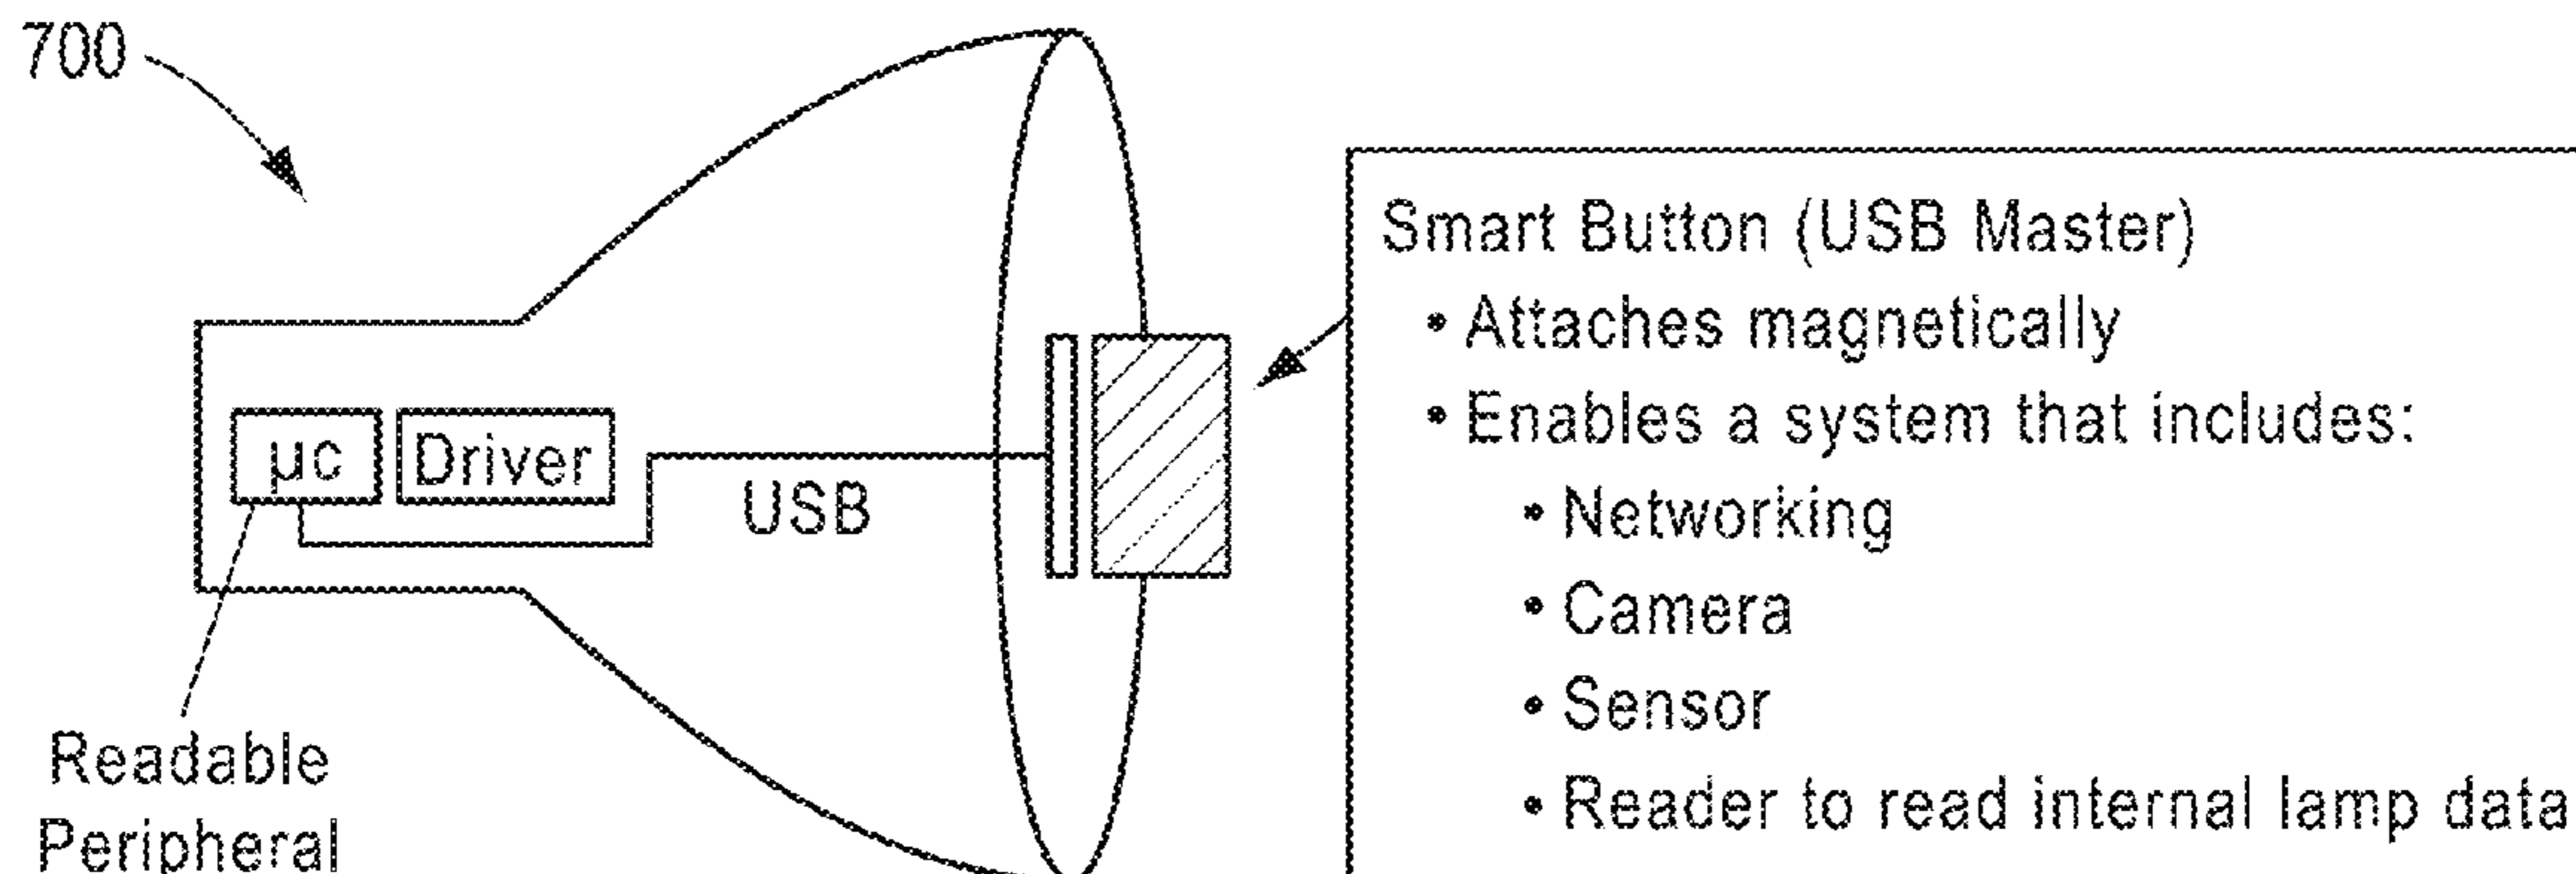 700
Smart Button (USB Master)
• Attaches magnetically
• Enables a system that includes:
• Networking
• Camera
• Sensor
• Reader to read internal lamp data
µc
Driver
USB
Readable
Peripheral